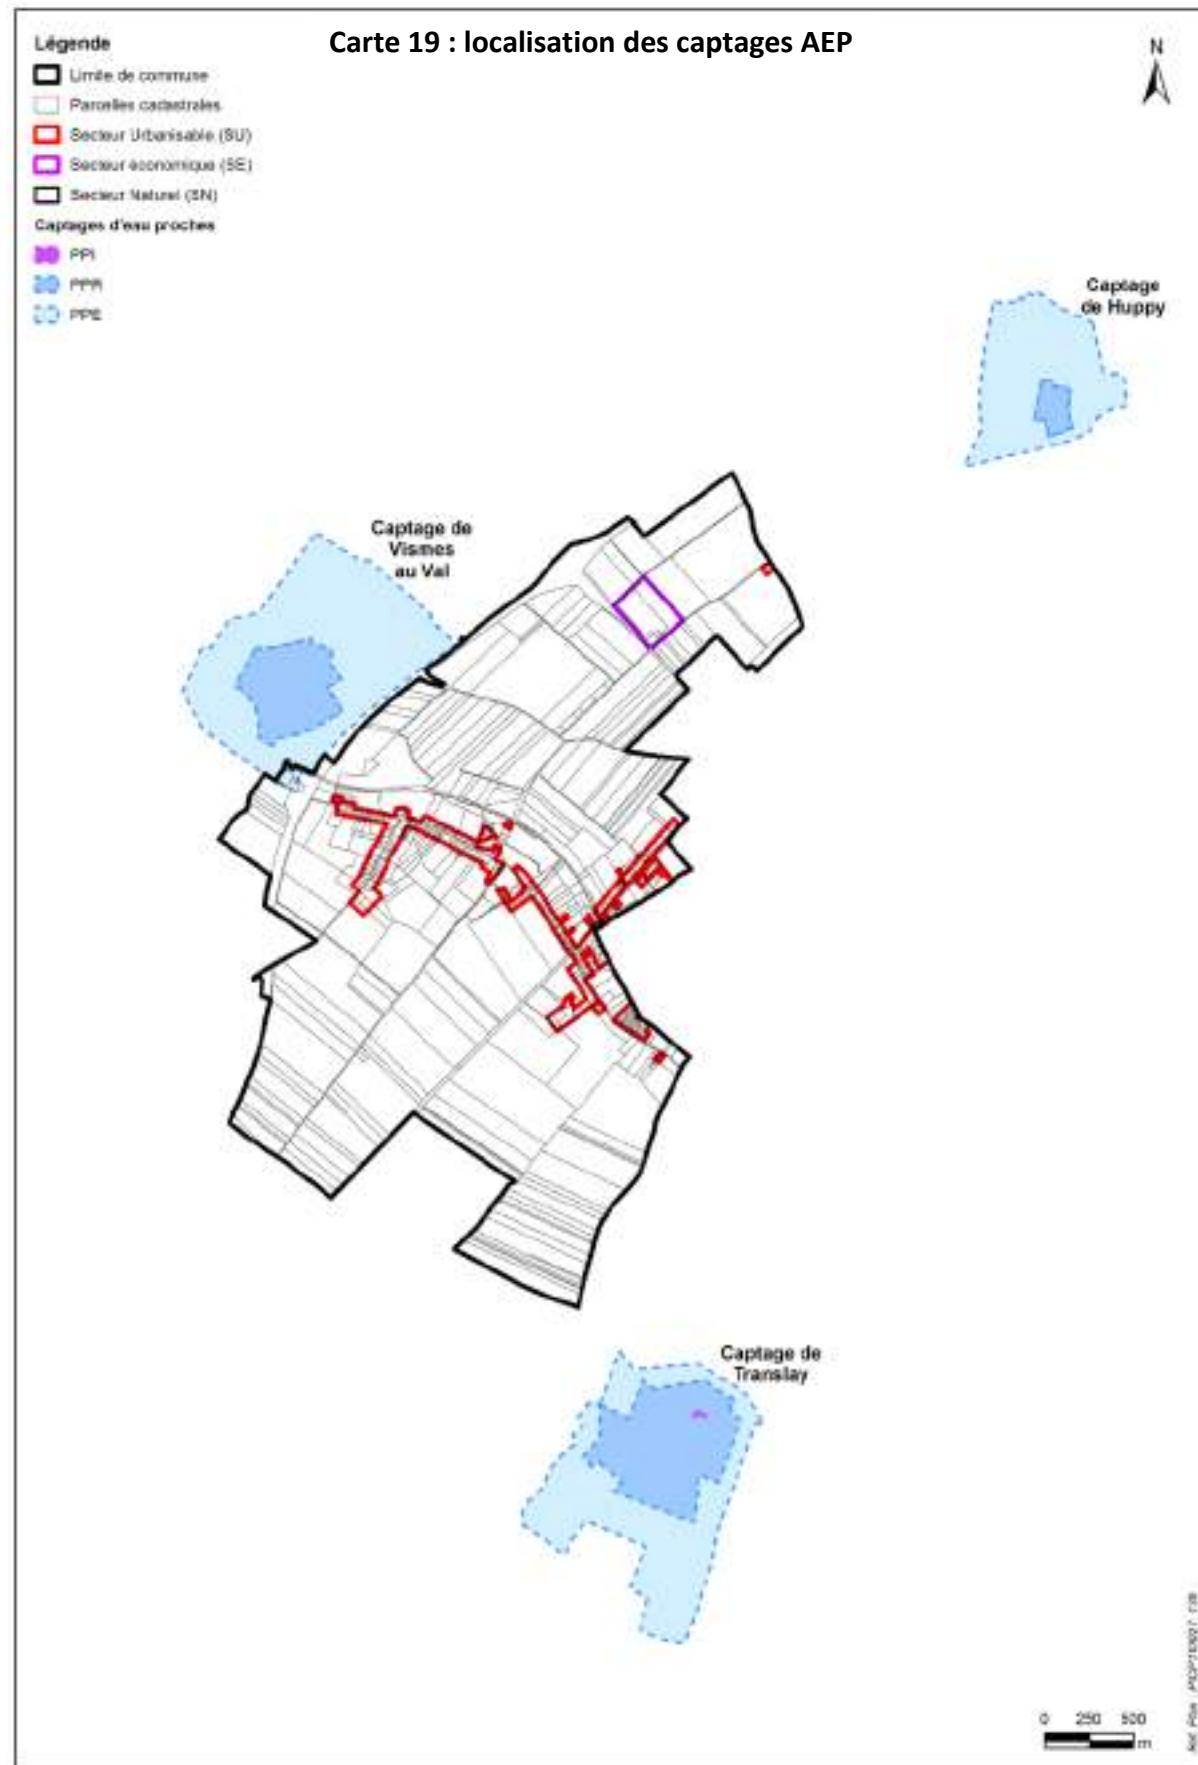 Carte 19 : localisation des captages AEP
N
Légende
Limite de commune
Parcelles cadastrales
Secteur Urbanisable (SU)
Secteur économique (SE)
Secteur Naturel (SN)
Captages d'eau proches
PPI
PPR
PPE
Captage
de Huppy
Captage de
Vismes
au Val
Captage de
Translay
0 250 500
m